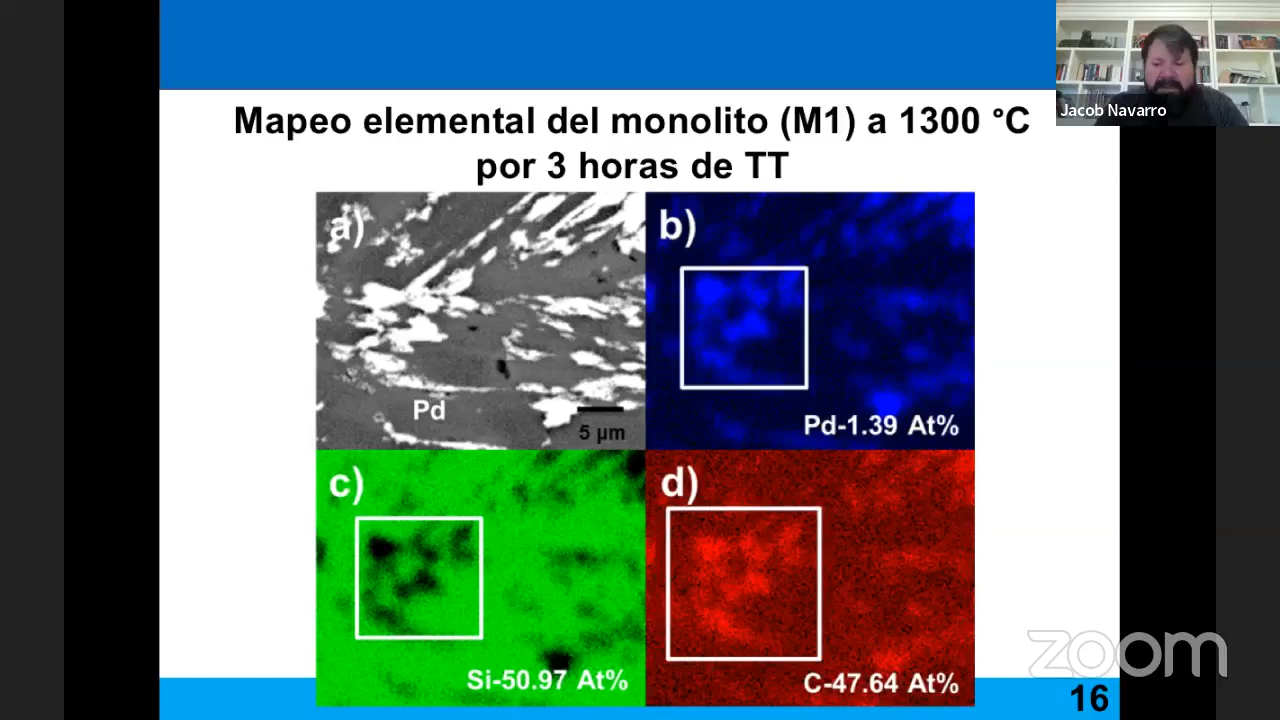 Jacob Navarro
Mapeo elemental del monolito (M1) a 1300 °C
por 3 horas de TT
a)
b)
Pd
5 µm
Pd-1.39 At%
c)
d)
Si-50.97 At%
C-47.64 At%
zoom
16